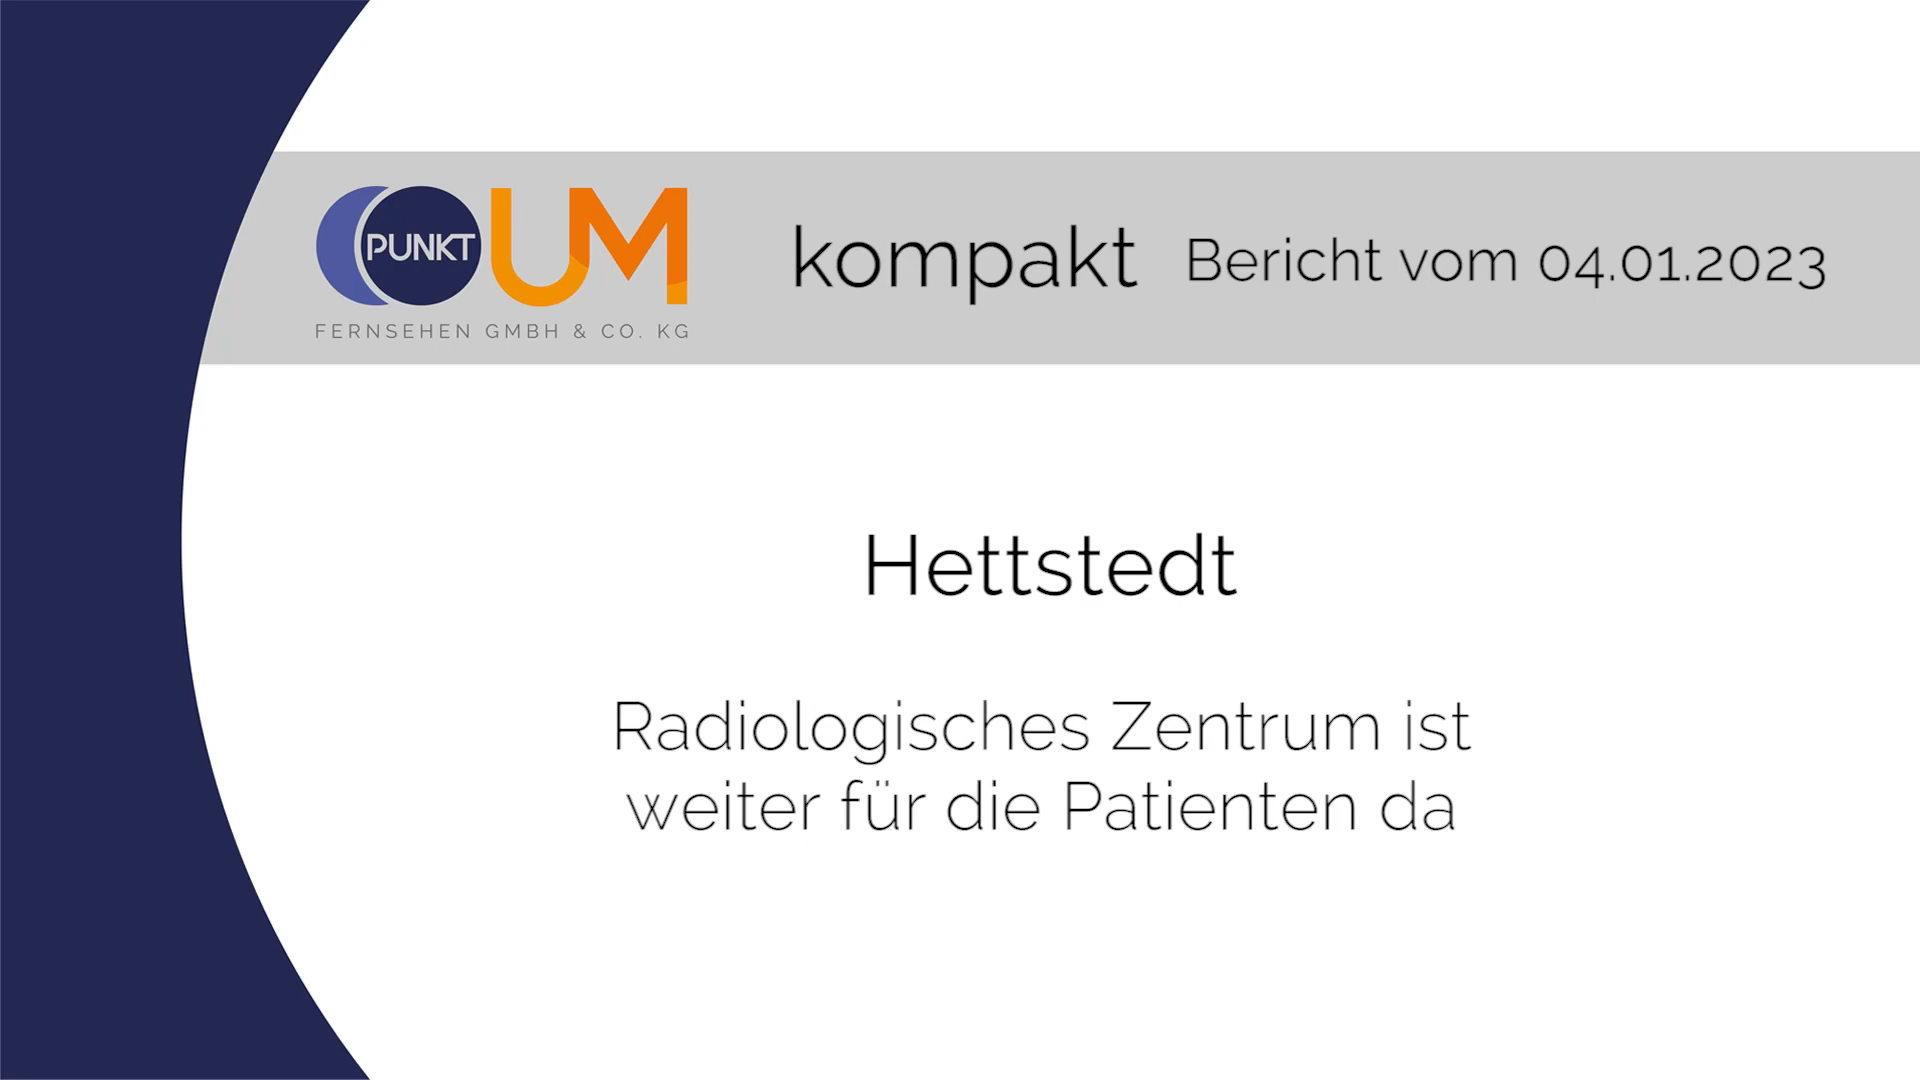 PUNKT UM
FERNSEHEN GMBH & CO. KG
kompakt Bericht vom 04.01.2023
Hettstedt
Radiologisches Zentrum ist
weiter für die Patienten da